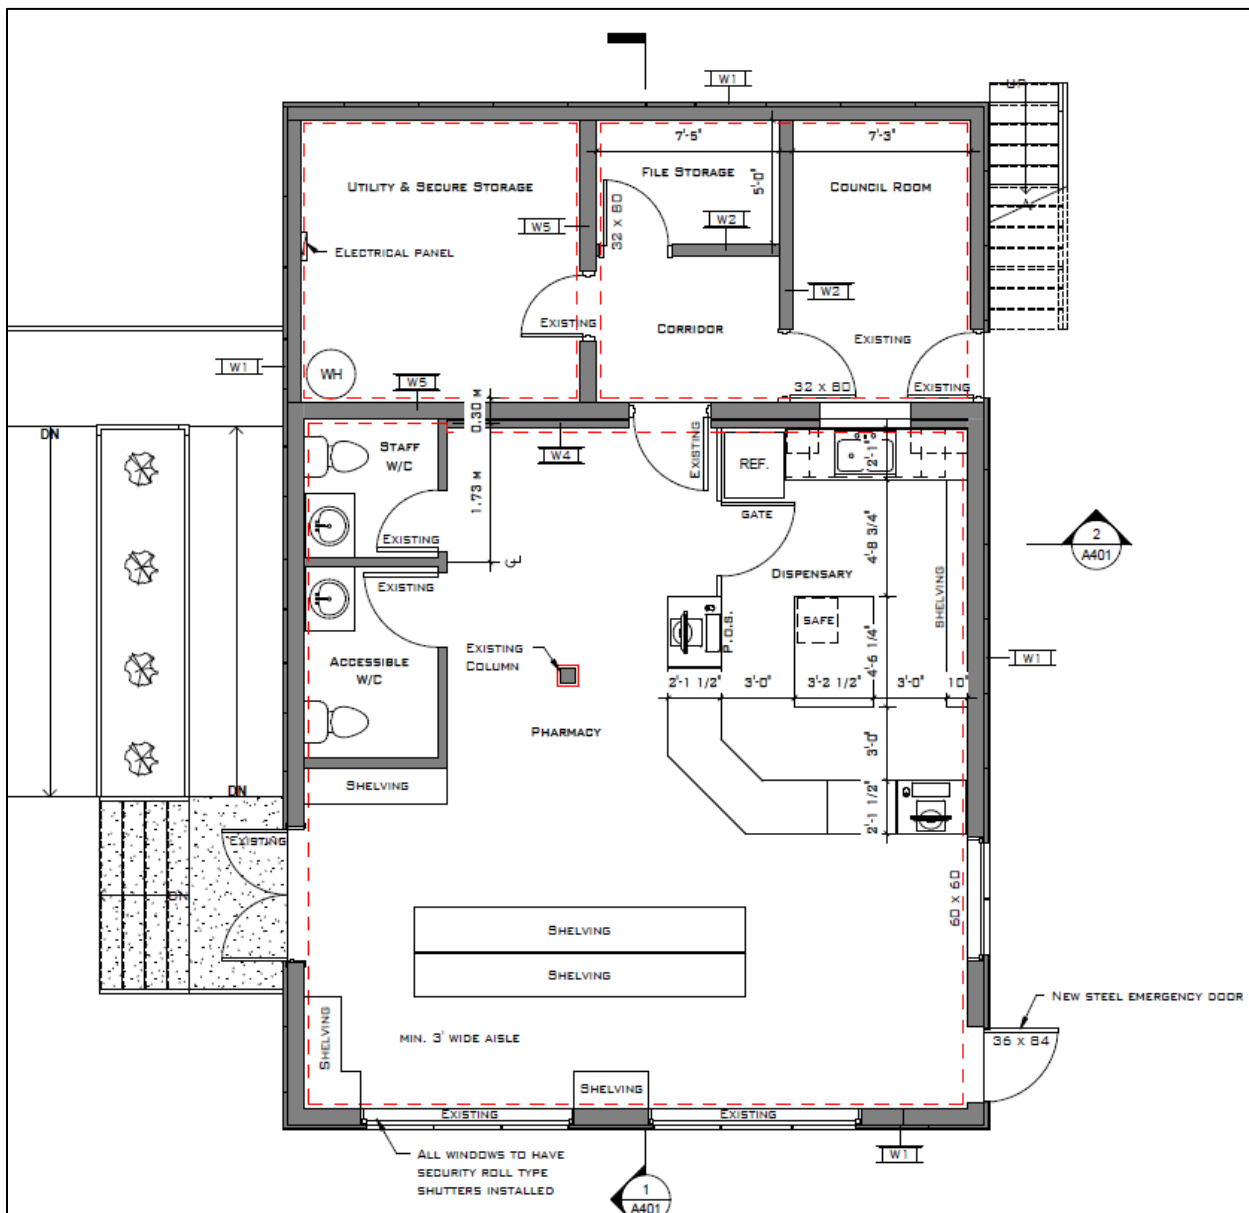 W1
UP
7'-5"
7'-3"
UTILITY & SECURE STORAGE
FILE STORAGE
COUNCIL ROOM
5'-0"
32 X 80
W5
W2
ELECTRICAL PANEL
W2
EXISTING
CORRIDOR
EXISTING
W1
WH
W5
32 X 80
EXISTING
0.30 M
DN
STAFF
W/C
W4
EXISTING
REF.
2'-1"
1.73 M
GATE
EXISTING
4'-8 3/4"
2
A401
CL
DISPENSARY
EXISTING
SHELVING
SAFE
P.O.S.
EXISTING
COLUMN
ACCESSIBLE
W/C
4'-6 1/4"
W1
2'-1 1/2"
3'-0"
3'-2 1/2"
3'-0"
10"
PHARMACY
3'-0"
SHELVING
DN
2'-1 1/2"
EXISTING
DN
60 X 60
SHELVING
SHELVING
NEW STEEL EMERGENCY DOOR
SHELVING
MIN. 3' WIDE AISLE
36 X 84
SHELVING
EXISTING
EXISTING
ALL WINDOWS TO HAVE
SECURITY ROLL TYPE
SHUTTERS INSTALLED
W1
1
A401